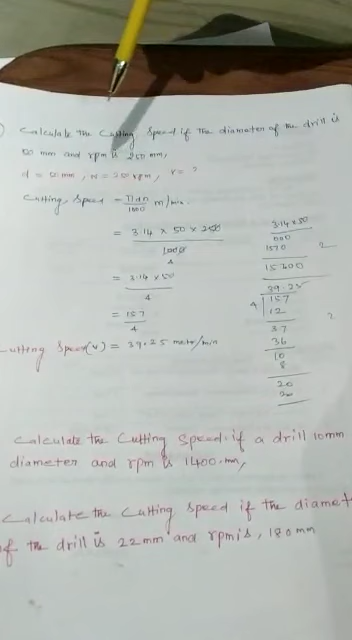 Calculate the Cutting Speed if the diameter of the drill is
50 mm and rpm is 250 mm,
d = 50 mm, n = 250 rpm, v = ?
Cutting Speed = πdn/1000 m/min.
= 3.14 x 50 x 250 / 1000
4
= 3.14 x 50 / 4
= 157 / 4
Cutting Speed (v) = 39.25 metr/min
3.14 x 50
000
1570
15700
39.25
4 | 157
12
37
36
10
8
20
20
Calculate the Cutting Speed if a drill 10mm
diameter and rpm is 1400.mm,
Calculate the Cutting Speed if the diamet
of the drill is 22mm and rpm is, 180 mm